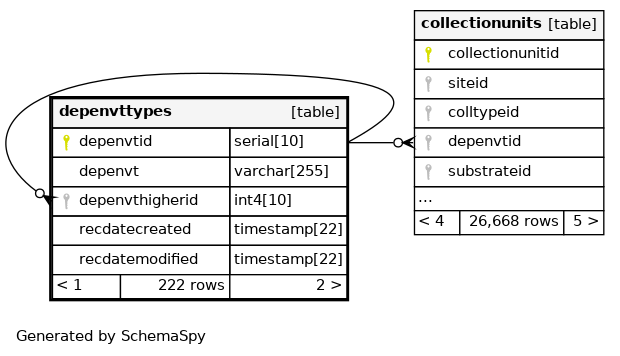 collectionunits [table]
collectionunitid
siteid
colltypeid
depenvtid
substrateid
...
< 4 26,668 rows 5 >
depenvttypes [table]
depenvtid serial[10]
depenvt varchar[255]
depenvthigherid int4[10]
recdatecreated timestamp[22]
recdatemodified timestamp[22]
< 1 222 rows 2 >
Generated by SchemaSpy